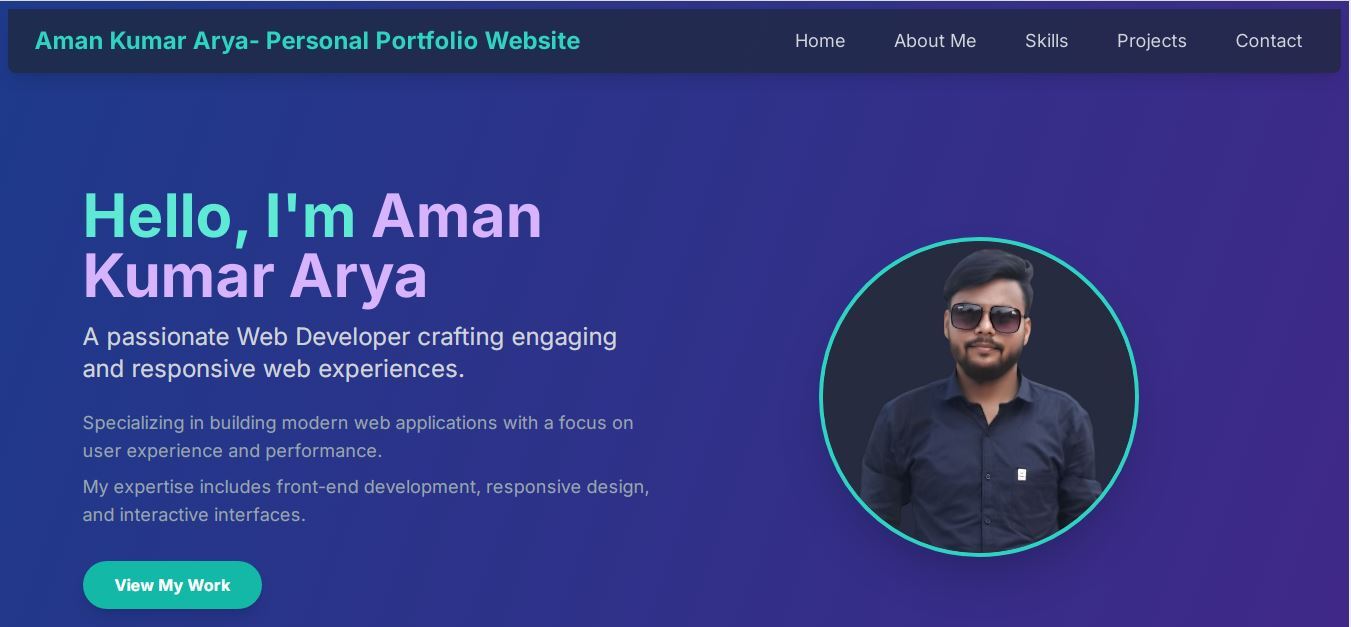 Aman Kumar Arya- Personal Portfolio Website
Home About Me Skills Projects Contact
Hello, I'm Aman
Kumar Arya
A passionate Web Developer crafting engaging
and responsive web experiences.
Specializing in building modern web applications with a focus on
user experience and performance.
My expertise includes front-end development, responsive design,
and interactive interfaces.
View My Work